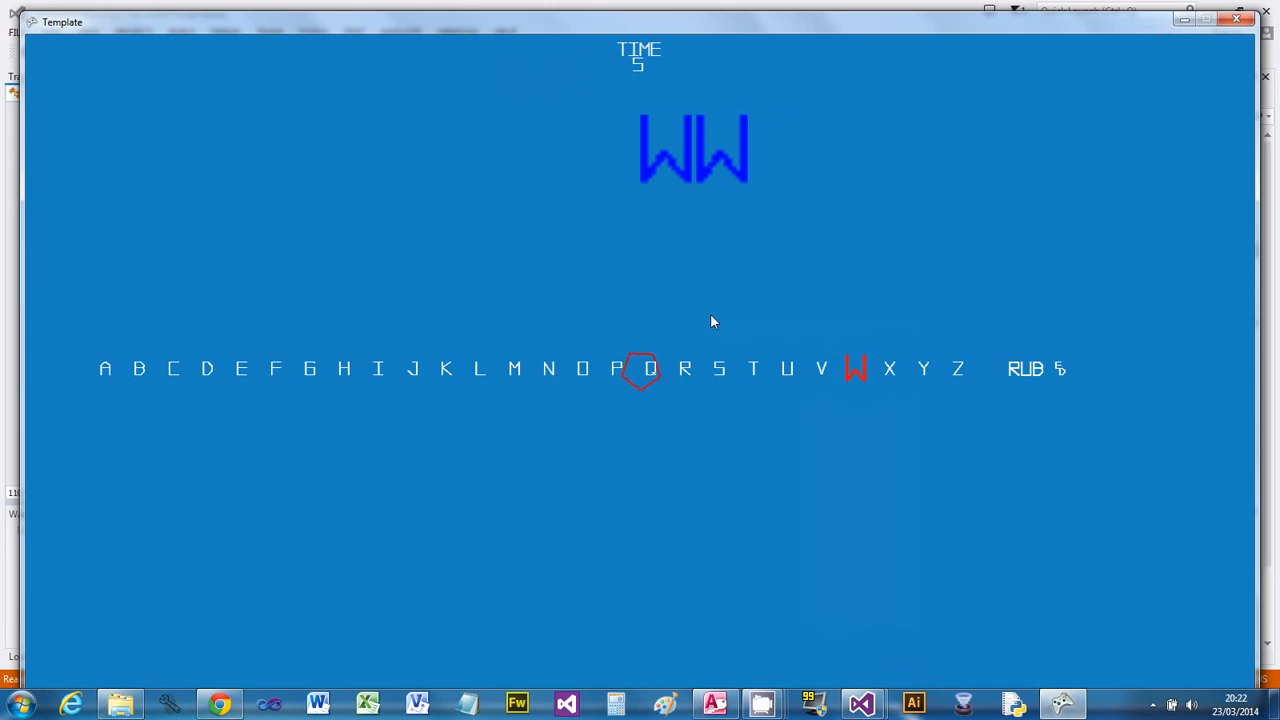 Template
TIME
5
WW
A B C D E F G H I J K L M N O P Q R S T U V W X Y Z RUB
20:22
23/03/2014